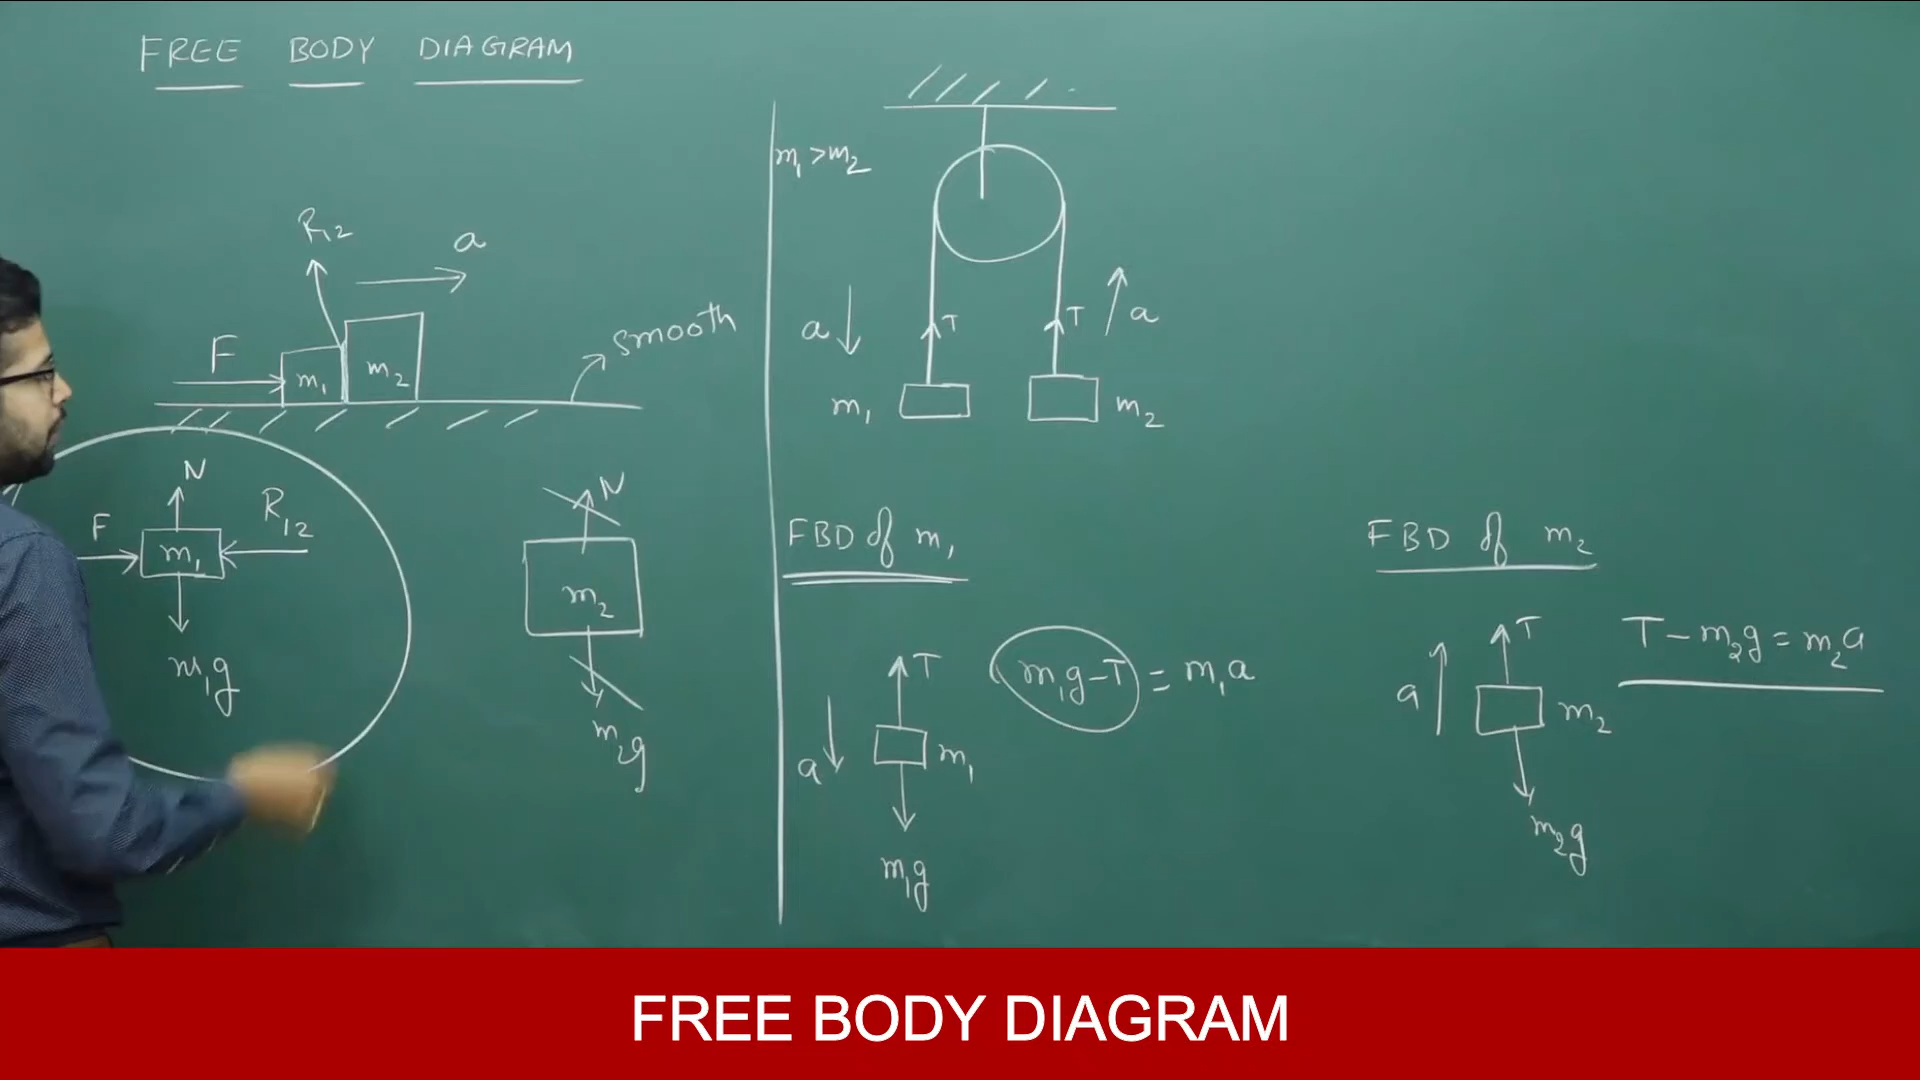 FREE BODY DIAGRAM
R₁₂
a
F
m₁
m₂
smooth
N
F
m₁
R₁₂
m₁g
N
m₂
m₂g
m₁>m₂
a
T
T
a
m₁
m₂
FBD of m₁
T
a
m₁
m₁g
m₁g-T = m₁a
FBD of m₂
T
a
m₂
m₂g
T-m₂g = m₂a
FREE BODY DIAGRAM